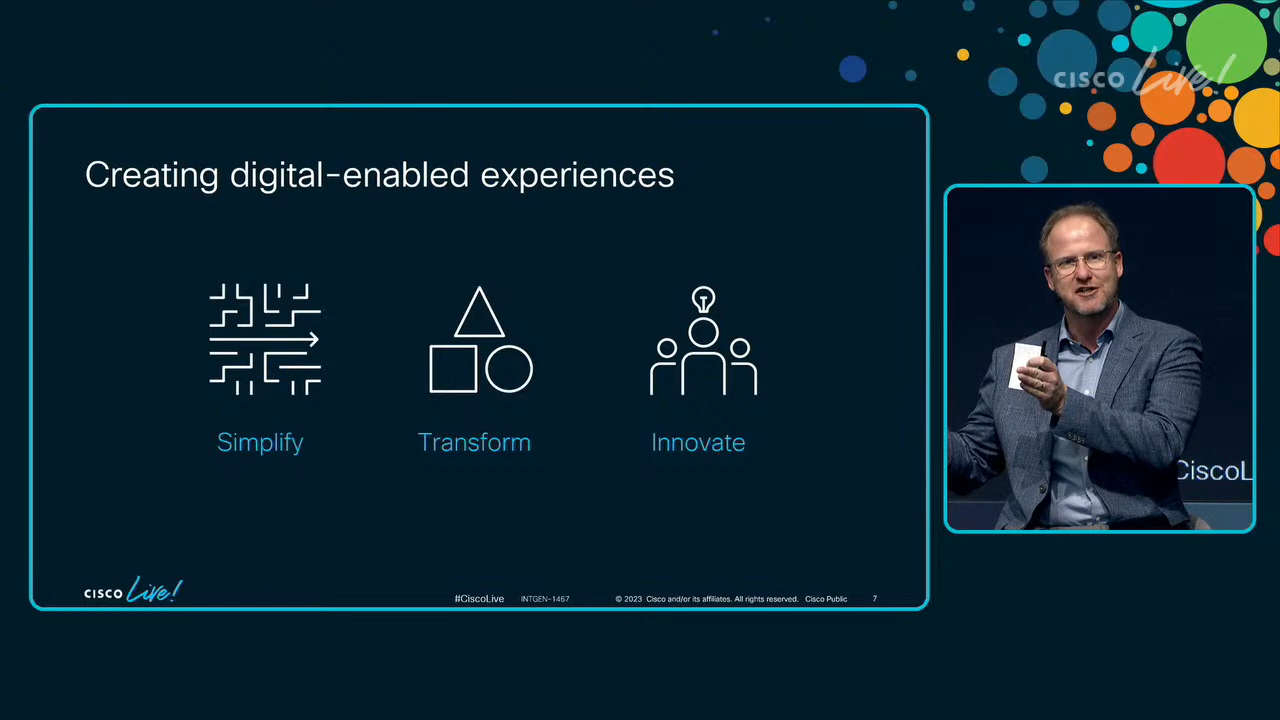 CISCO Live!
Creating digital-enabled experiences
Simplify
Transform
Innovate
CiscoL
CISCO Live!
#CiscoLive
INTGEN-1467
© 2023 Cisco and/or its affiliates. All rights reserved. Cisco Public
7